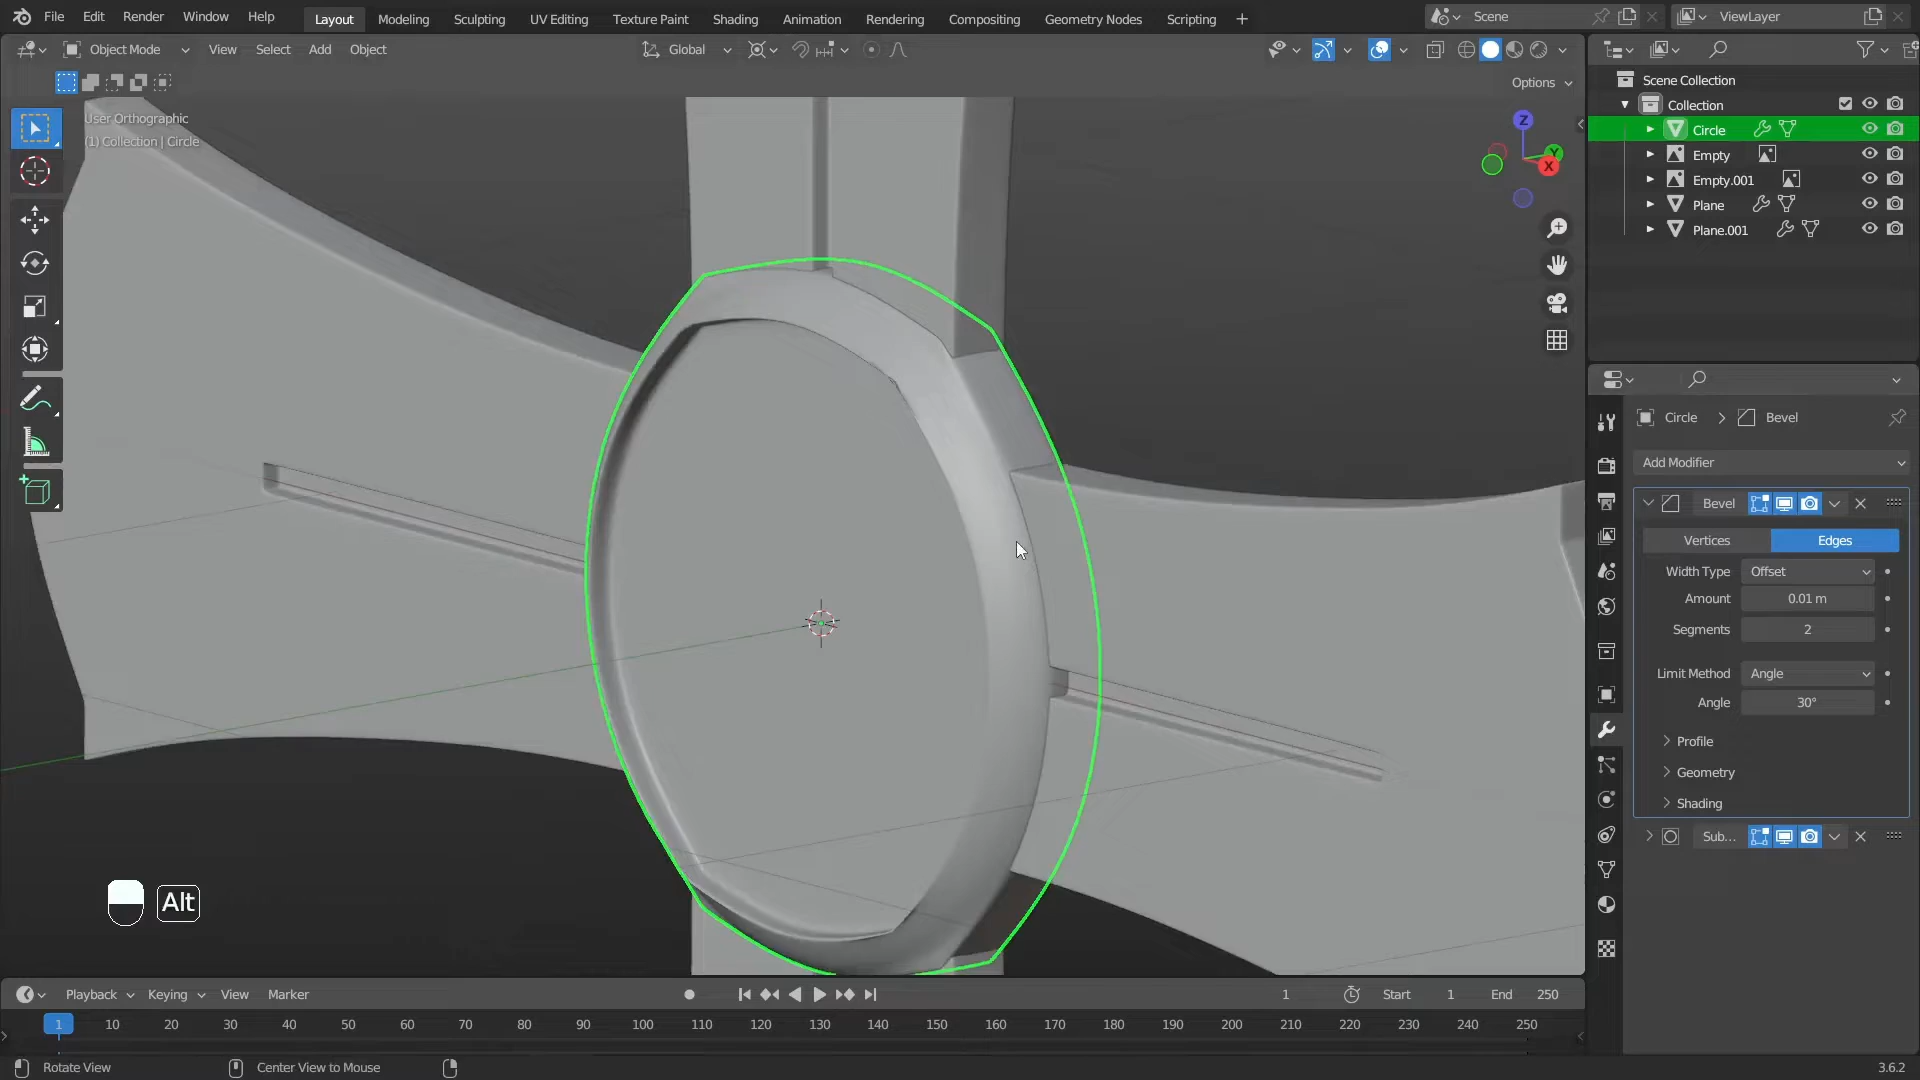 File Edit Render Window Help Layout Modeling Sculpting UV Editing Texture Paint Shading Animation Rendering Compositing Geometry Nodes Scripting + Scene ViewLayer
Object Mode View Select Add Object Global
Options
User Orthographic
(1) Collection | Circle
Z
Y
X
Scene Collection
Collection
Circle
Empty
Empty.001
Plane
Plane.001
Circle > Bevel
Add Modifier
Bevel
Vertices Edges
Width Type Offset
Amount 0.01 m
Segments 2
Limit Method Angle
Angle 30°
Profile
Geometry
Shading
Sub...
Alt
Playback Keying View Marker 1 Start 1 End 250
1 10 20 30 40 50 60 70 80 90 100 110 120 130 140 150 160 170 180 190 200 210 220 230 240 250
Rotate View Center View to Mouse 3.6.2